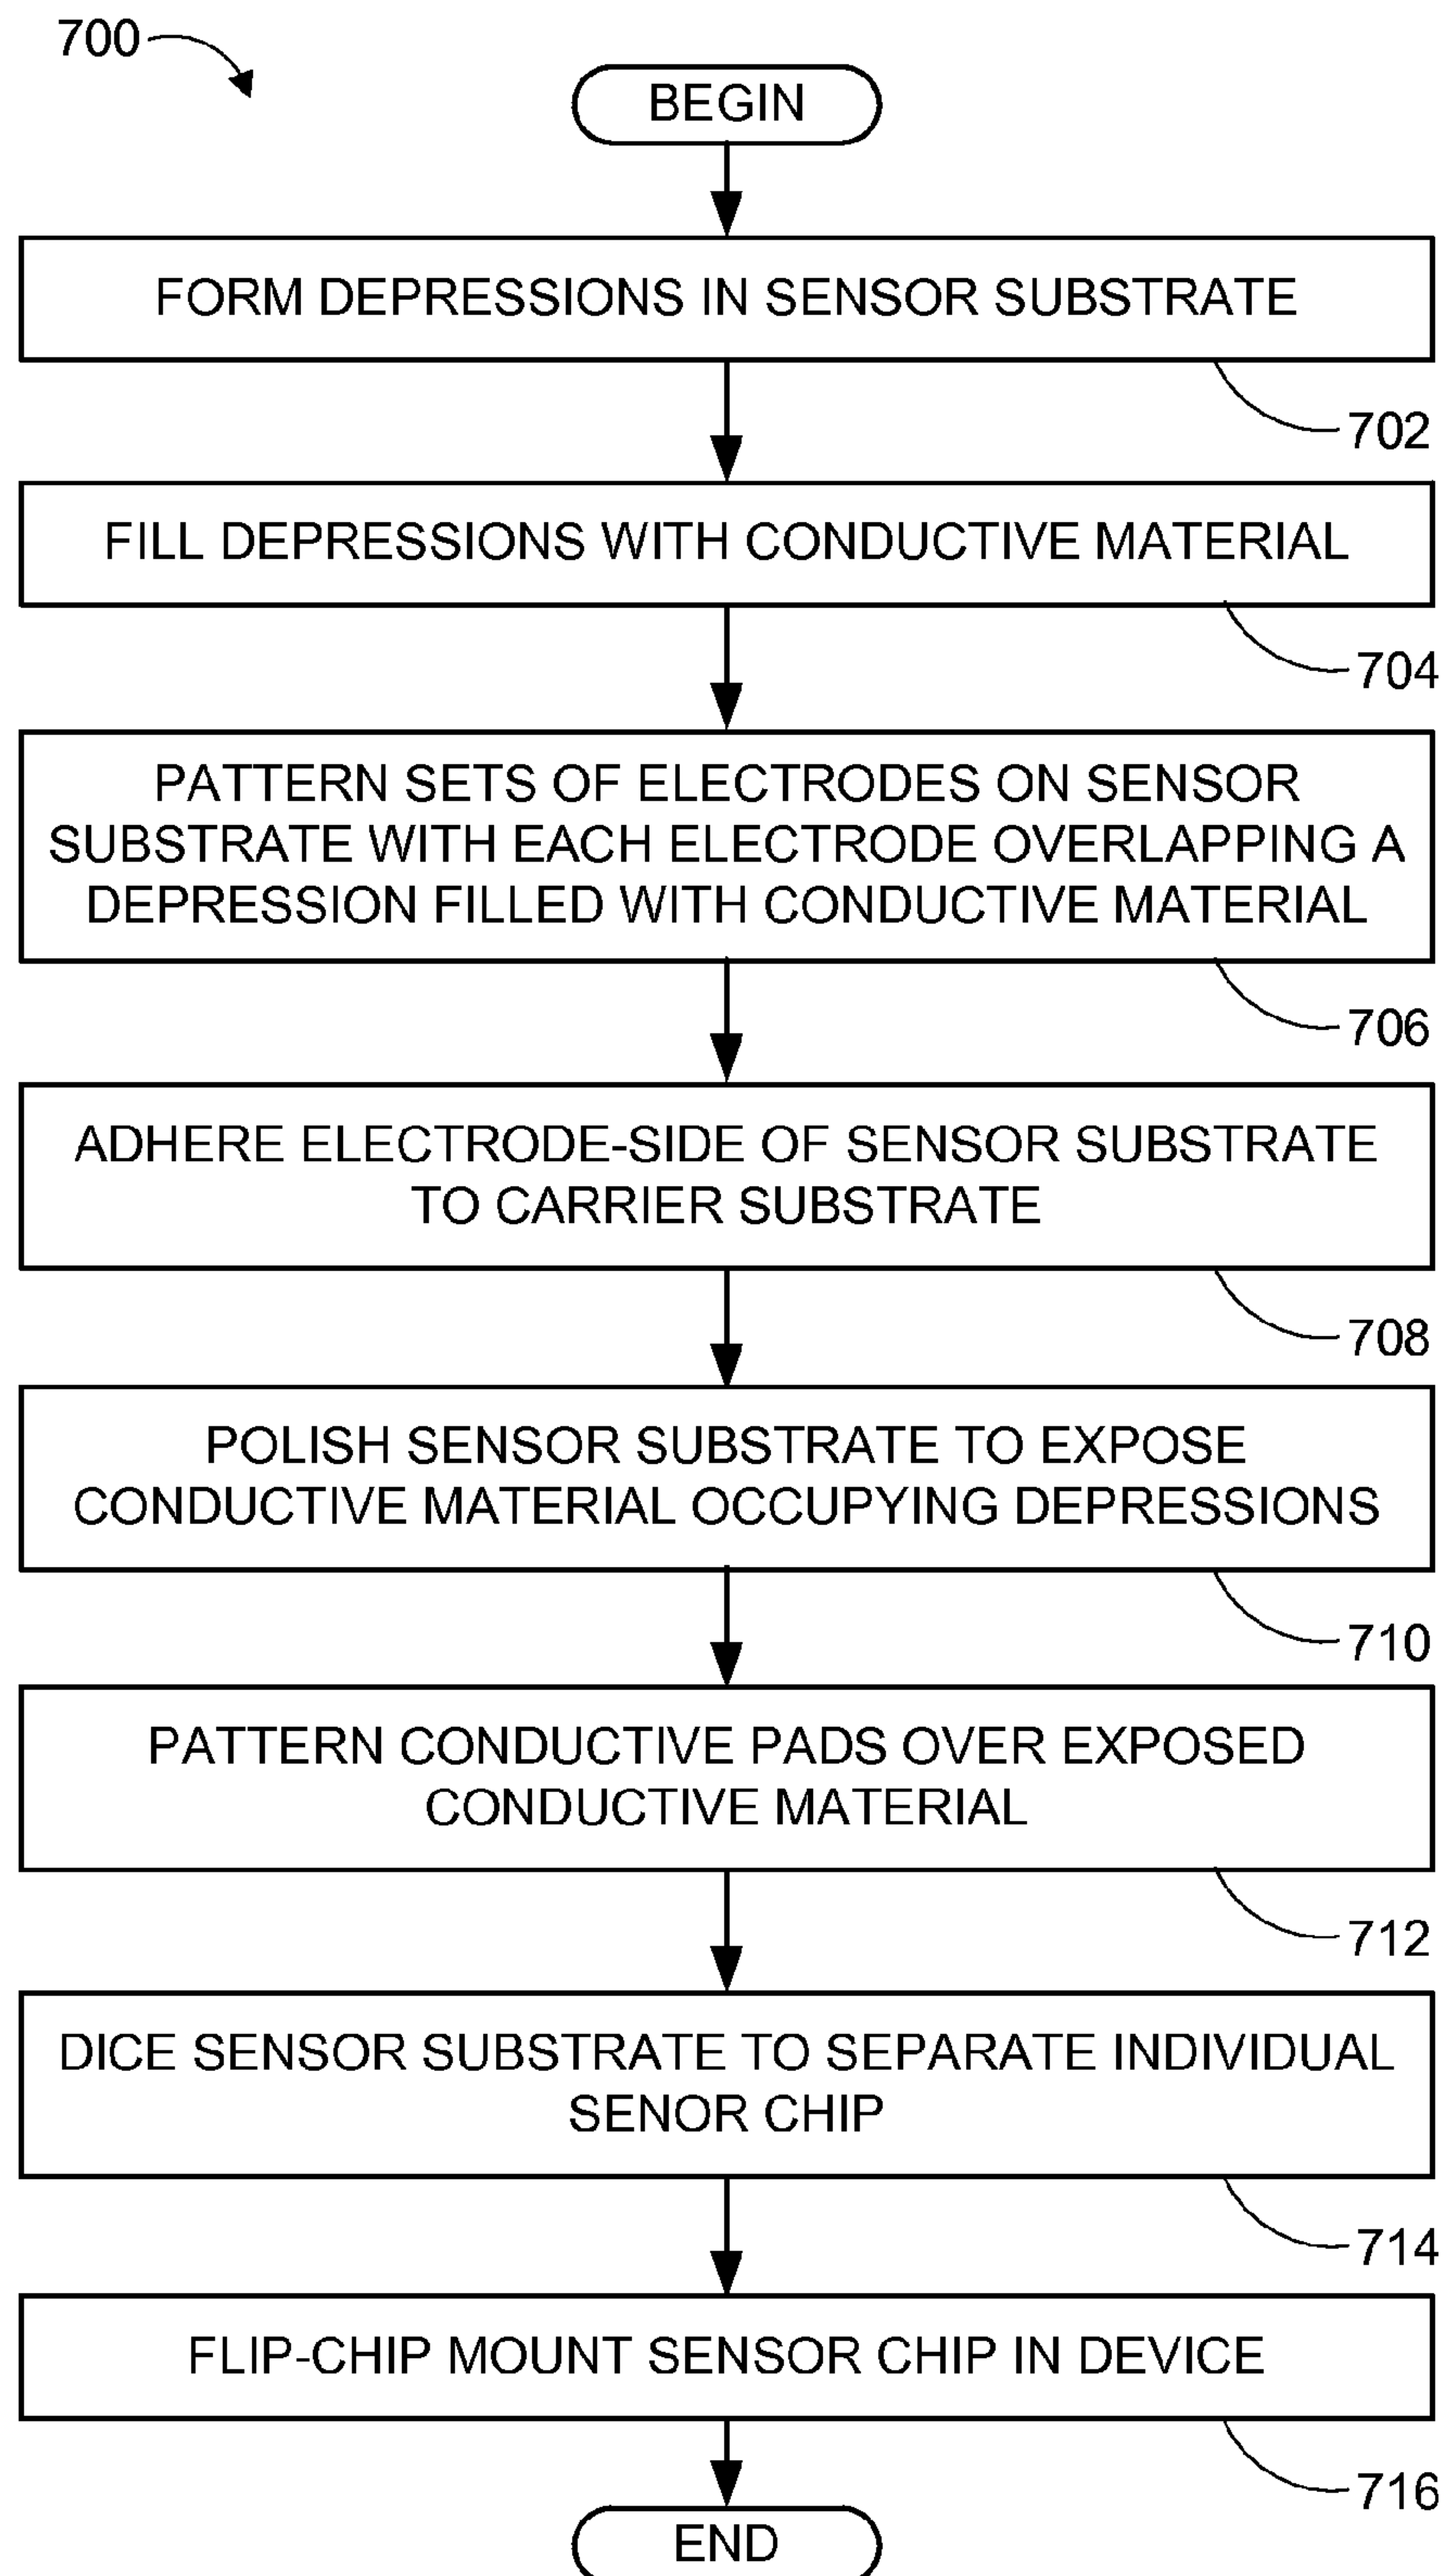 700
BEGIN
FORM DEPRESSIONS IN SENSOR SUBSTRATE
702
FILL DEPRESSIONS WITH CONDUCTIVE MATERIAL
704
PATTERN SETS OF ELECTRODES ON SENSOR
SUBSTRATE WITH EACH ELECTRODE OVERLAPPING A
DEPRESSION FILLED WITH CONDUCTIVE MATERIAL
706
ADHERE ELECTRODE-SIDE OF SENSOR SUBSTRATE
TO CARRIER SUBSTRATE
708
POLISH SENSOR SUBSTRATE TO EXPOSE
CONDUCTIVE MATERIAL OCCUPYING DEPRESSIONS
710
PATTERN CONDUCTIVE PADS OVER EXPOSED
CONDUCTIVE MATERIAL
712
DICE SENSOR SUBSTRATE TO SEPARATE INDIVIDUAL
SENOR CHIP
714
FLIP-CHIP MOUNT SENSOR CHIP IN DEVICE
716
END